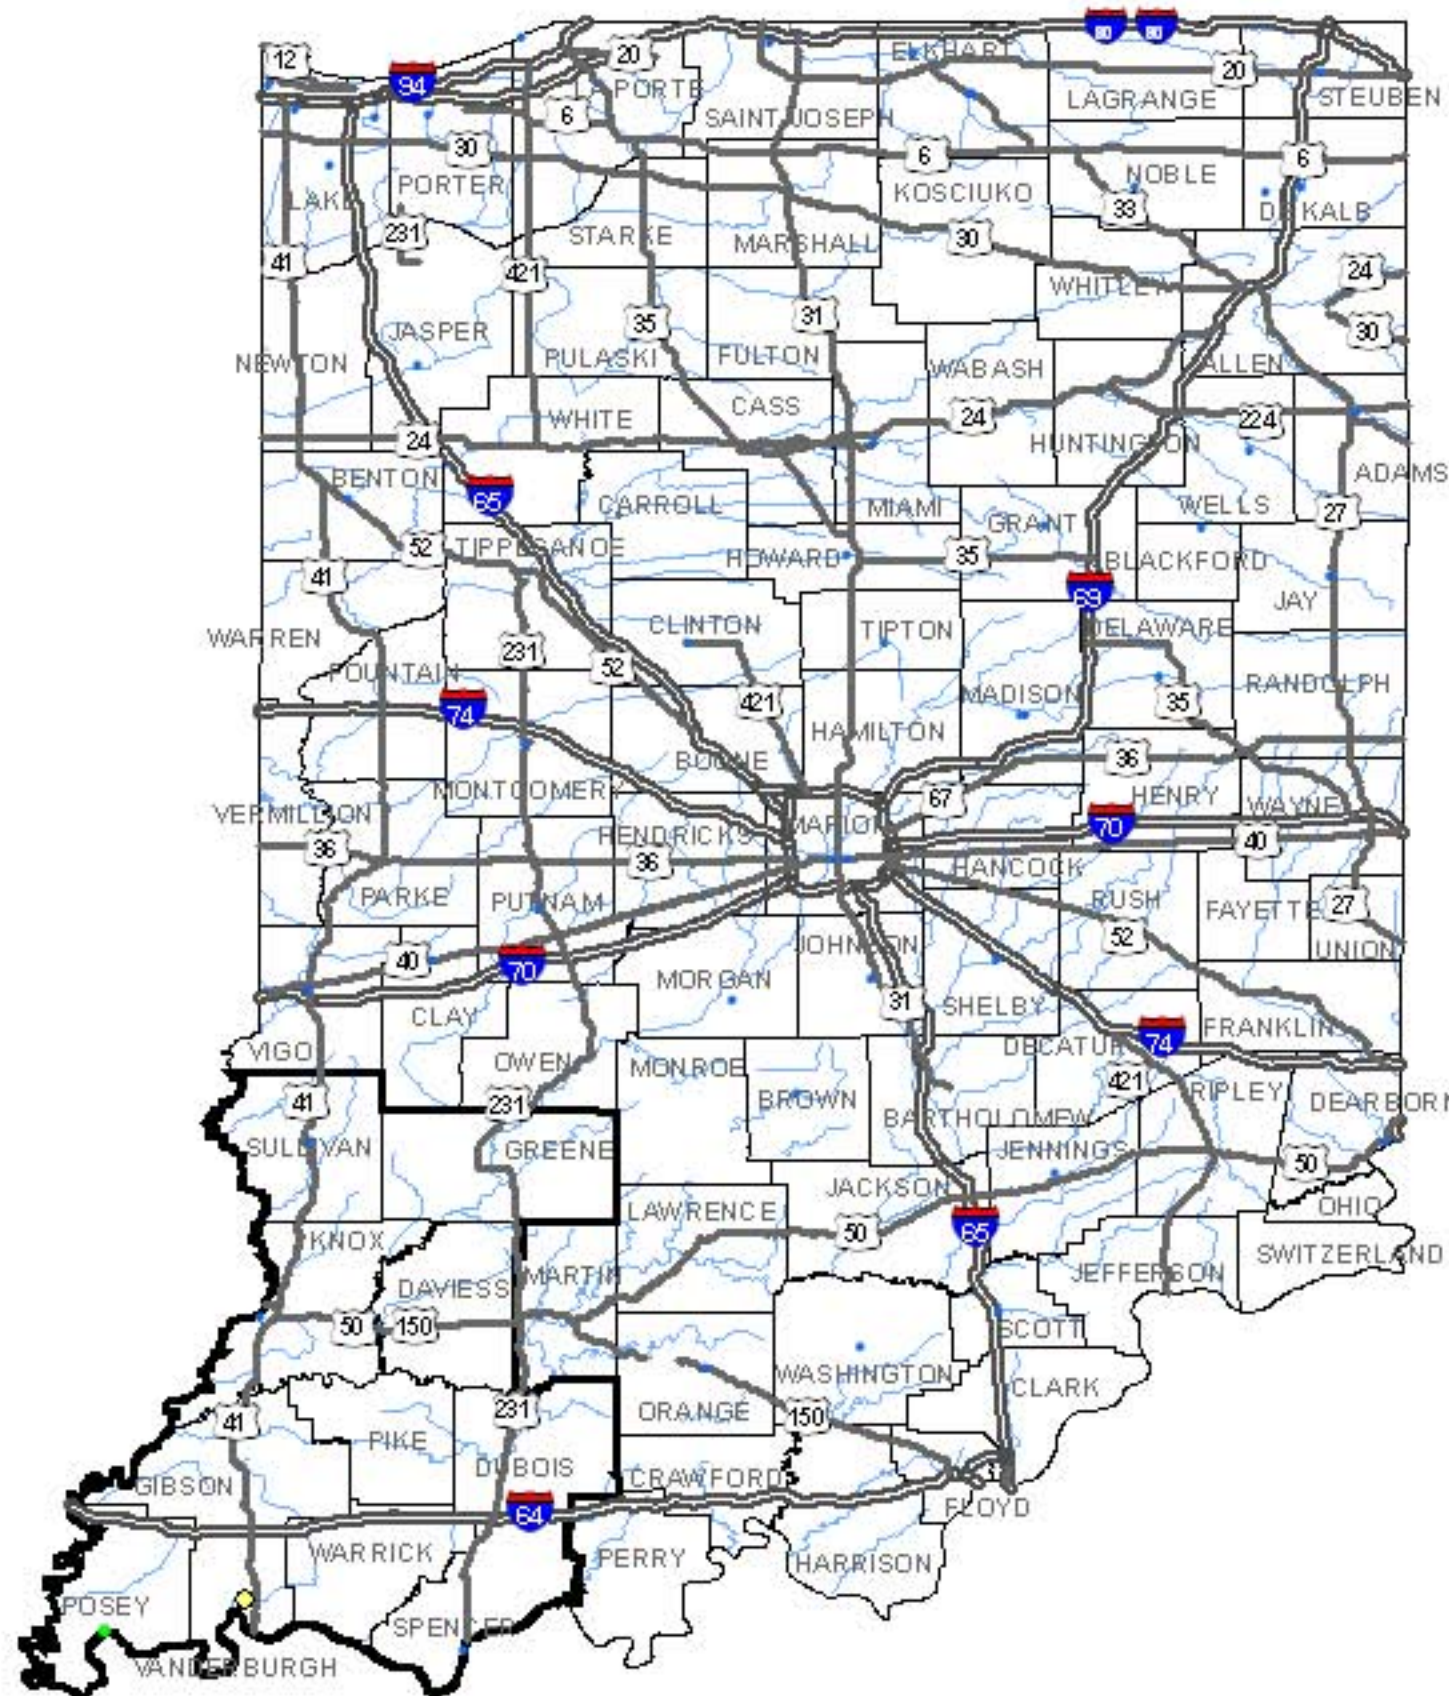 12
94
20
80
80
ELKHART
20
LA PORTE
LAGRANGE
STEUBEN
6
SAINT JOSEPH
30
6
6
PORTER
KOSCIUKO
NOBLE
LAKE
33
DE KALB
231
STARKE
MARSHALL
30
41
421
24
WHITLEY
35
31
30
JASPER
NEWTON
PULASKI
FULTON
WABASH
ALLEN
WHITE
CASS
24
224
24
HUNTINGTON
BENTON
ADAMS
65
CARROLL
MIAMI
WELLS
27
GRANT
52
TIPPECANOE
HOWARD
35
BLACKFORD
41
69
JAY
WARREN
CLINTON
TIPTON
DELAWARE
231
52
FOUNTAIN
RANDOLPH
MADISON
421
35
74
HAMILTON
BOONE
36
MONTGOMERY
67
HENRY
WAYNE
VERMILLION
MARION
70
HENDRICKS
40
36
36
HANCOCK
PARKE
PUTNAM
RUSH
FAYETTE
27
52
JOHNSON
UNION
40
70
MORGAN
31
SHELBY
CLAY
FRANKLIN
74
VIGO
OWEN
MONROE
DECATUR
421
RIPLEY
41
231
BROWN
DEARBORN
BARTHOLOMEW
SULLIVAN
GREENE
JENNINGS
50
JACKSON
OHIO
LAWRENCE
65
50
KNOX
SWITZERLAND
MARTIN
JEFFERSON
DAVIESS
50
150
SCOTT
WASHINGTON
CLARK
231
ORANGE
150
41
PIKE
DUBOIS
CRAWFORD
GIBSON
64
FLOYD
WARRICK
PERRY
HARRISON
POSEY
SPENCER
VANDERBURGH